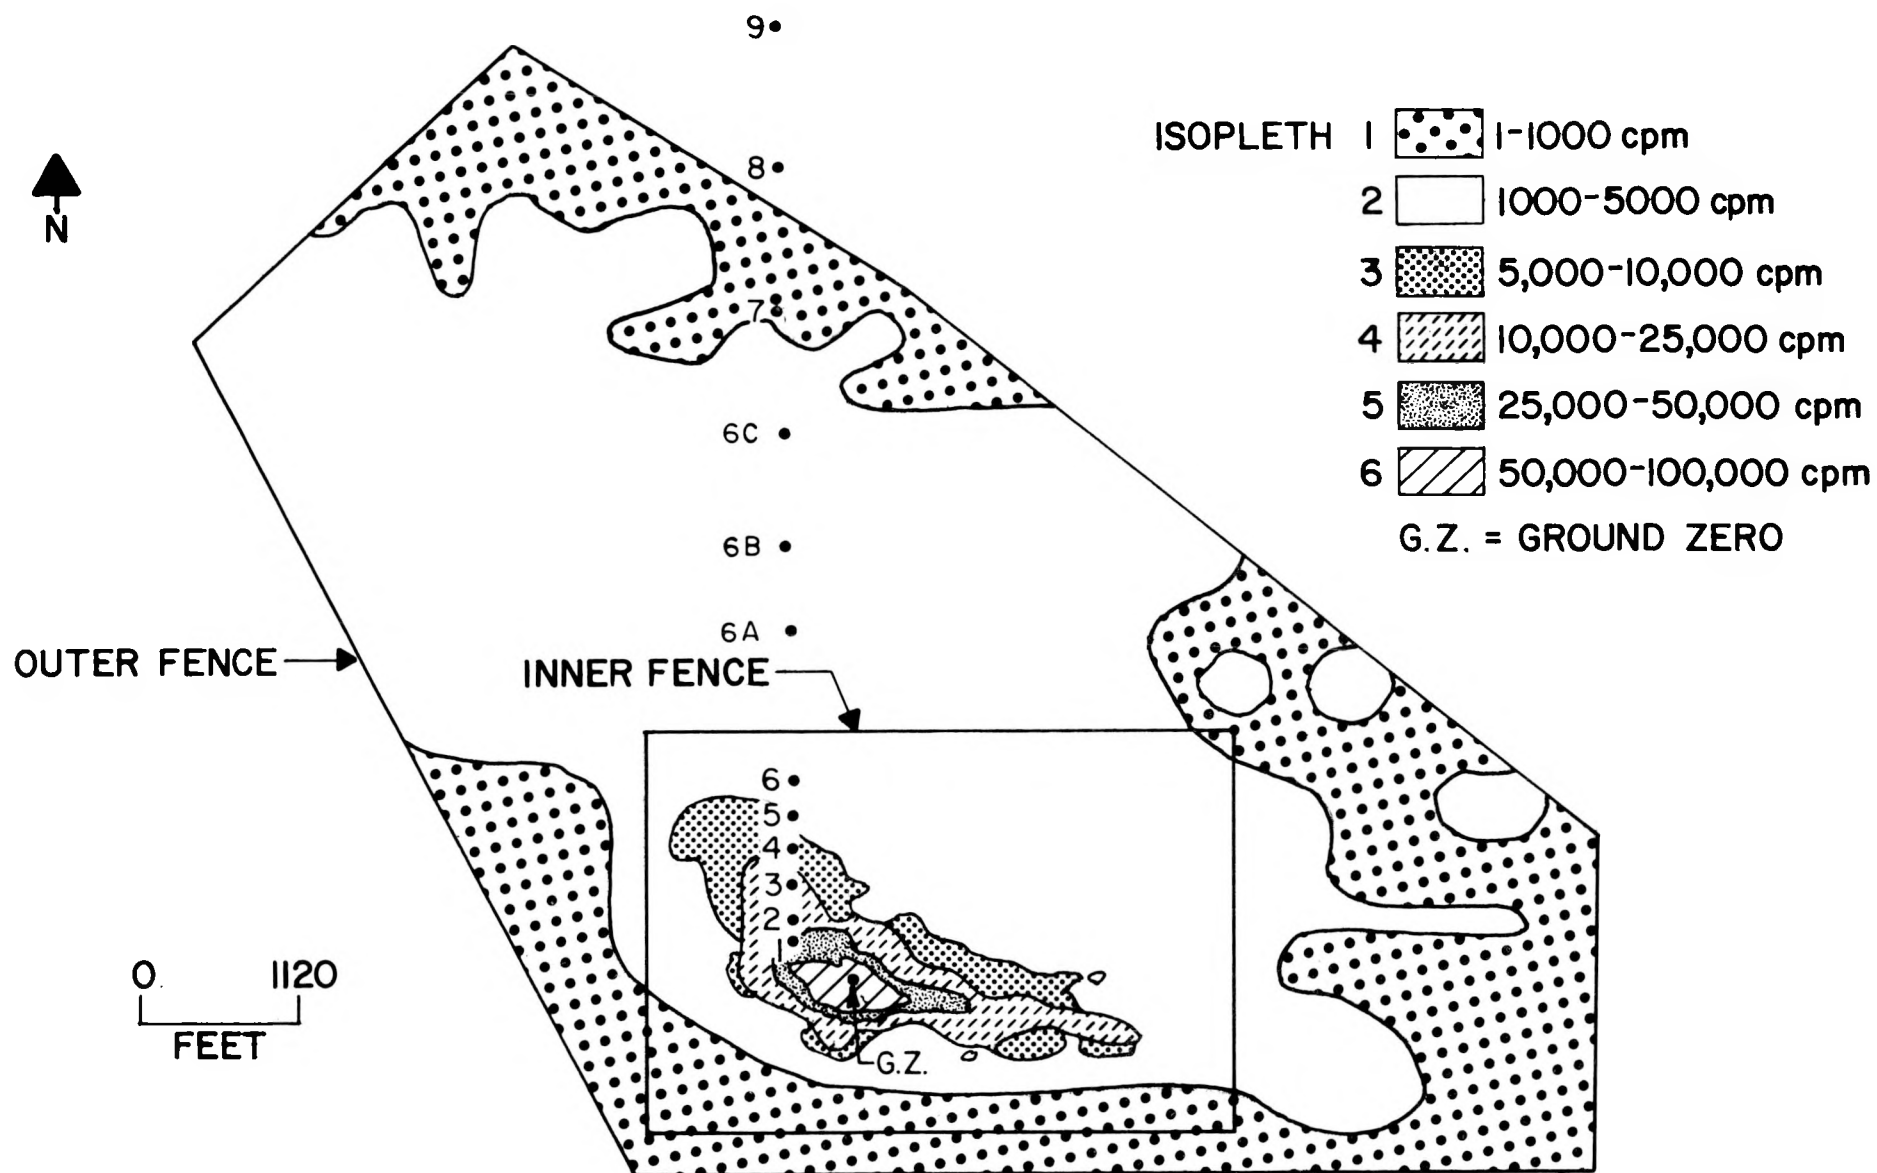 9
8
N
7
6C
6B
6A
OUTER FENCE
INNER FENCE
6
5
4
3
2
1
G.Z.
0 1120
FEET
ISOPLETH 1 1-1000 cpm
2 1000-5000 cpm
3 5,000-10,000 cpm
4 10,000-25,000 cpm
5 25,000-50,000 cpm
6 50,000-100,000 cpm
G.Z. = GROUND ZERO